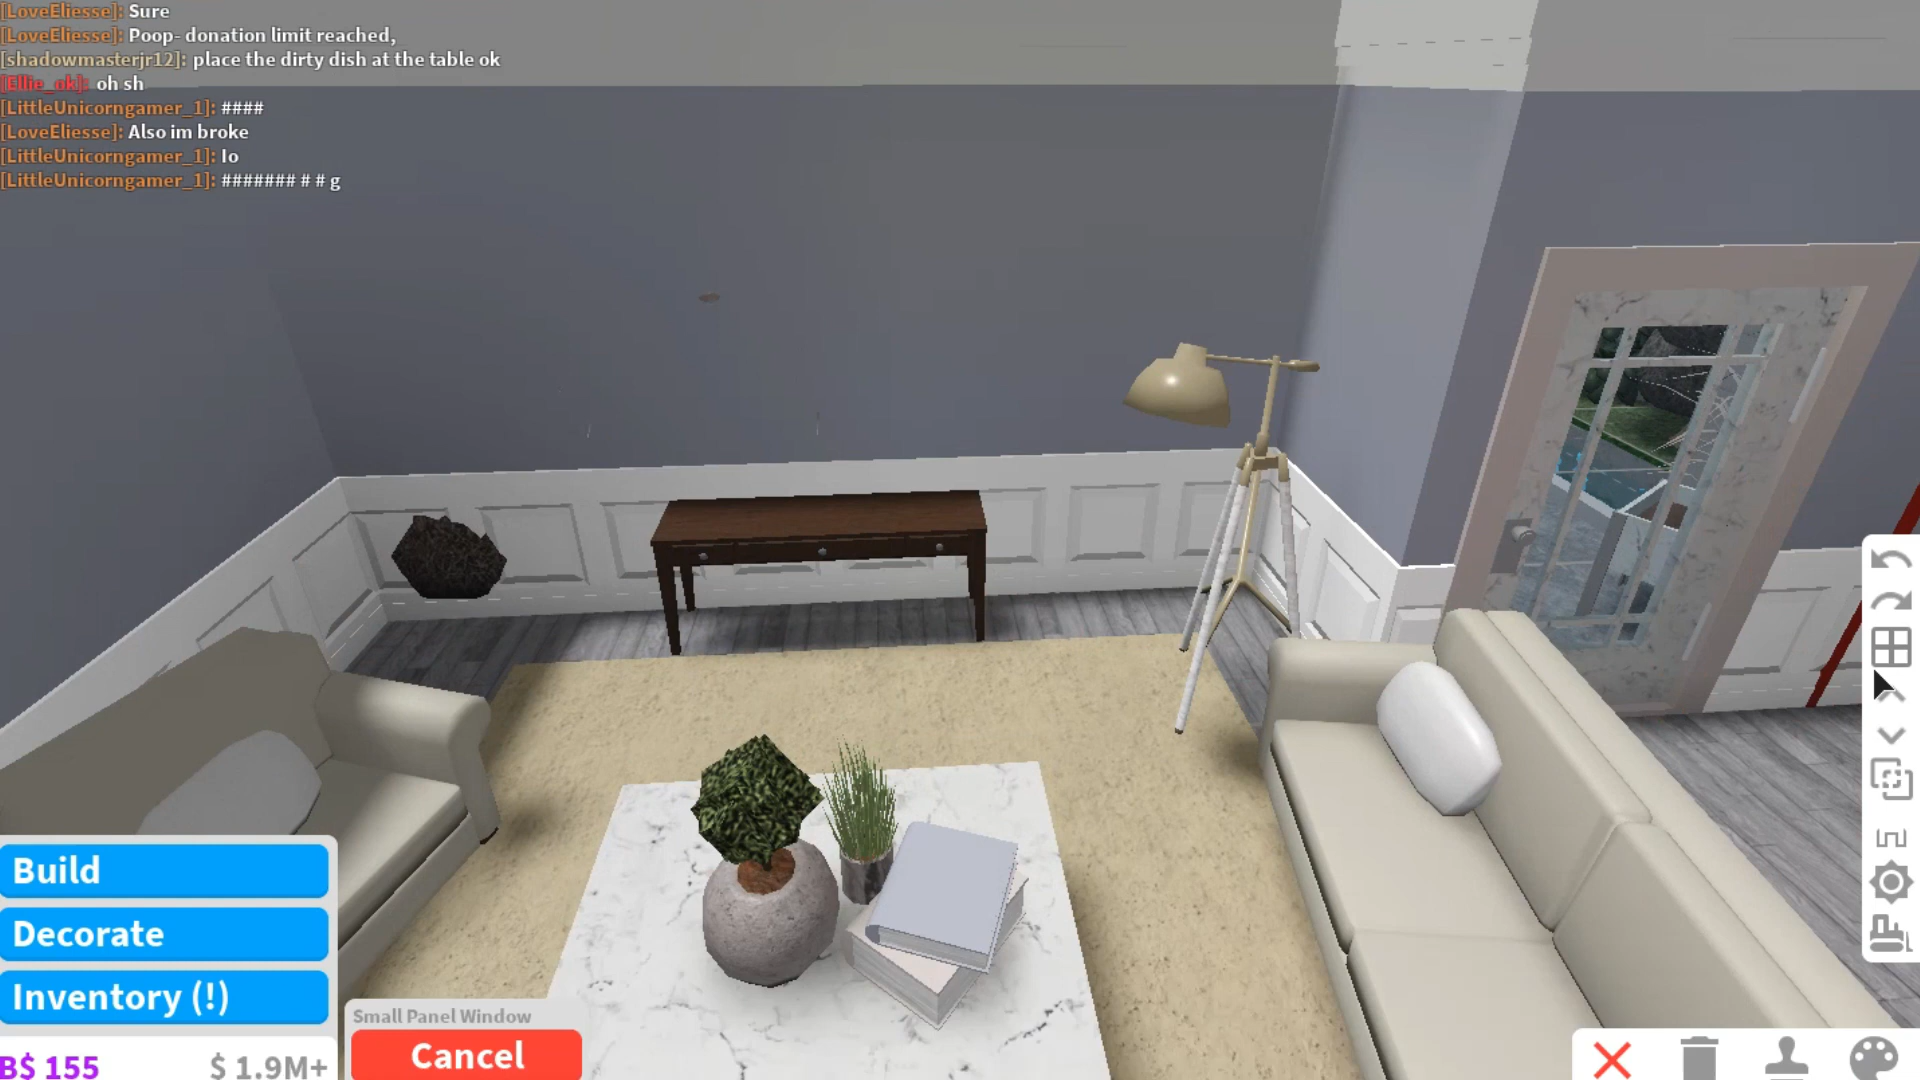 [LoveEliesse]: Sure
[LoveEliesse]: Poop- donation limit reached,
[shadowmasterjr12]: place the dirty dish at the table ok
[Ellie_ok]: oh sh
[LittleUnicorngamer_1]: ####
[LoveEliesse]: Also im broke
[LittleUnicorngamer_1]: lo
[LittleUnicorngamer_1]: ####### # # g
Build
Decorate
Inventory (!)
B$ 155
$ 1.9M+
Small Panel Window
Cancel